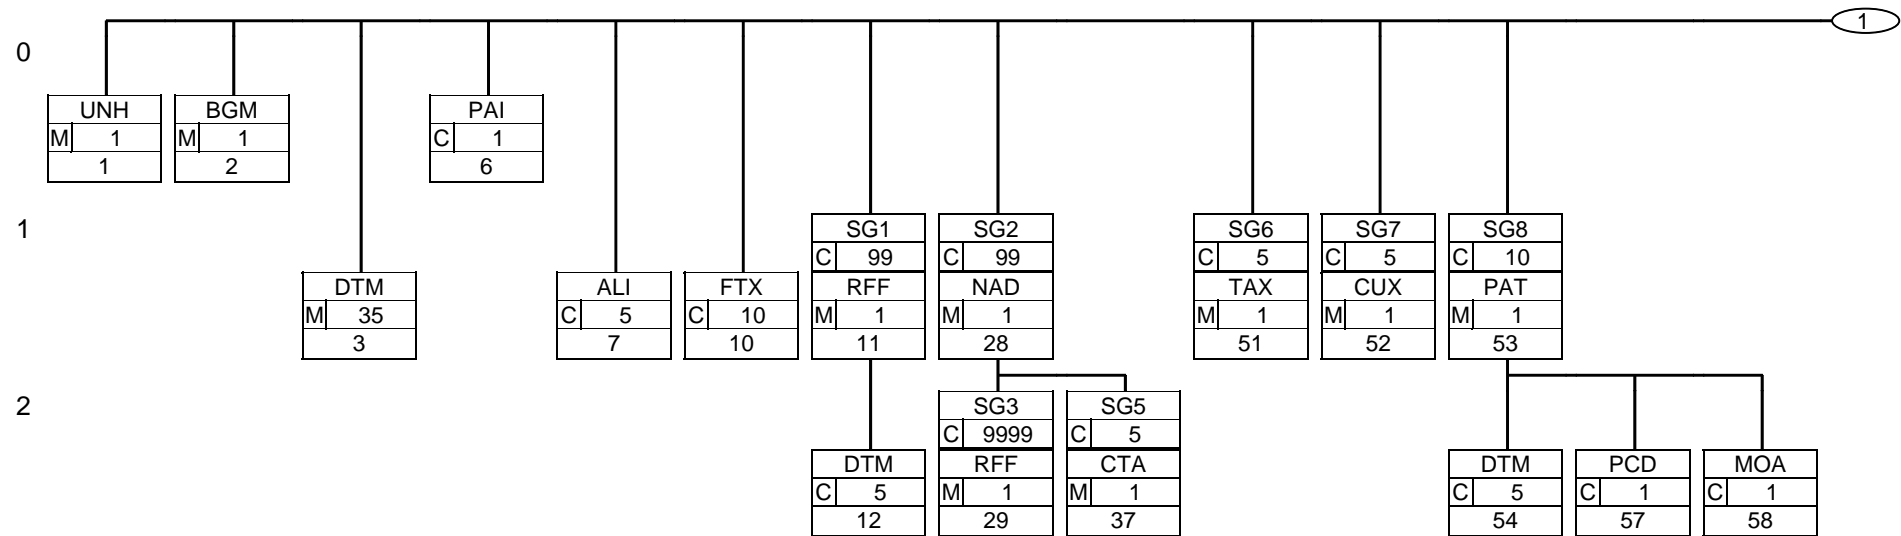 1
0
UNH BGM PAI
M 1 M 1 C 1
1 2 6
1
SG1 SG2 SG6 SG7 SG8
C 99 C 99 C 5 C 5 C 10
DTM ALI FTX RFF NAD TAX CUX PAT
M 35 C 5 C 10 M 1 M 1 M 1 M 1 M 1
3 7 10 11 28 51 52 53
2
SG3 SG5
C 9999 C 5
DTM RFF CTA DTM PCD MOA
C 5 M 1 M 1 C 5 C 1 C 1
12 29 37 54 57 58